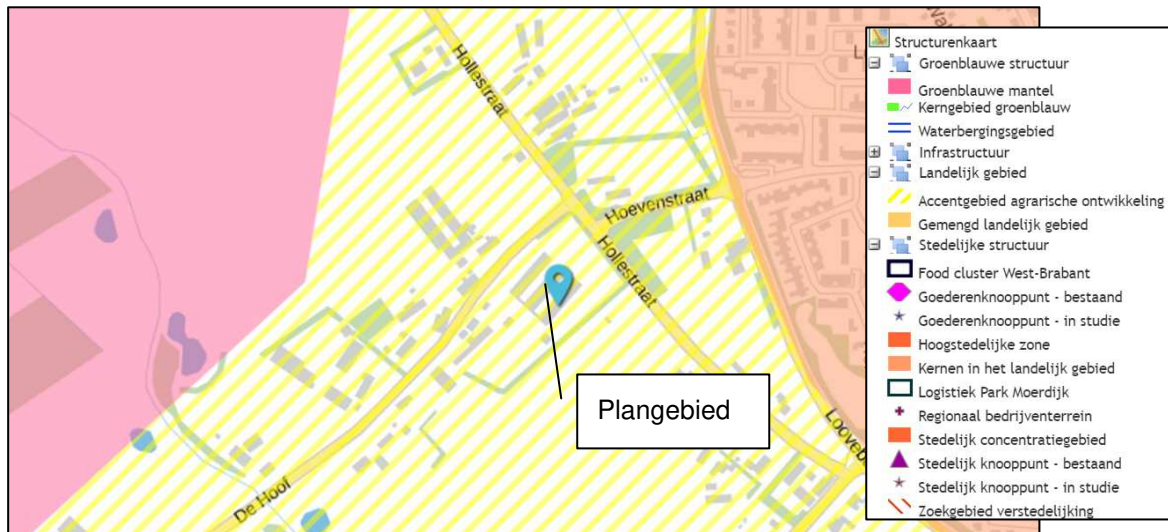 Hollestraat
Hoevenstraat
Hollestraat
De Hoof
Plangebied
Structurenkaart
Groenblauwe structuur
Groenblauwe mantel
Kerngebied groenblauw
Waterbergingsgebied
Infrastructuur
Landelijk gebied
Accentgebied agrarische ontwikkeling
Gemengd landelijk gebied
Stedelijke structuur
Food cluster West-Brabant
Goederenknooppunt - bestaand
Goederenknooppunt - in studie
Hoogstedelijke zone
Kernen in het landelijk gebied
Logistiek Park Moerdijk
Regionaal bedrijventerrein
Stedelijk concentratiegebied
Stedelijk knooppunt - bestaand
Stedelijk knooppunt - in studie
Zoekgebied verstedelijking